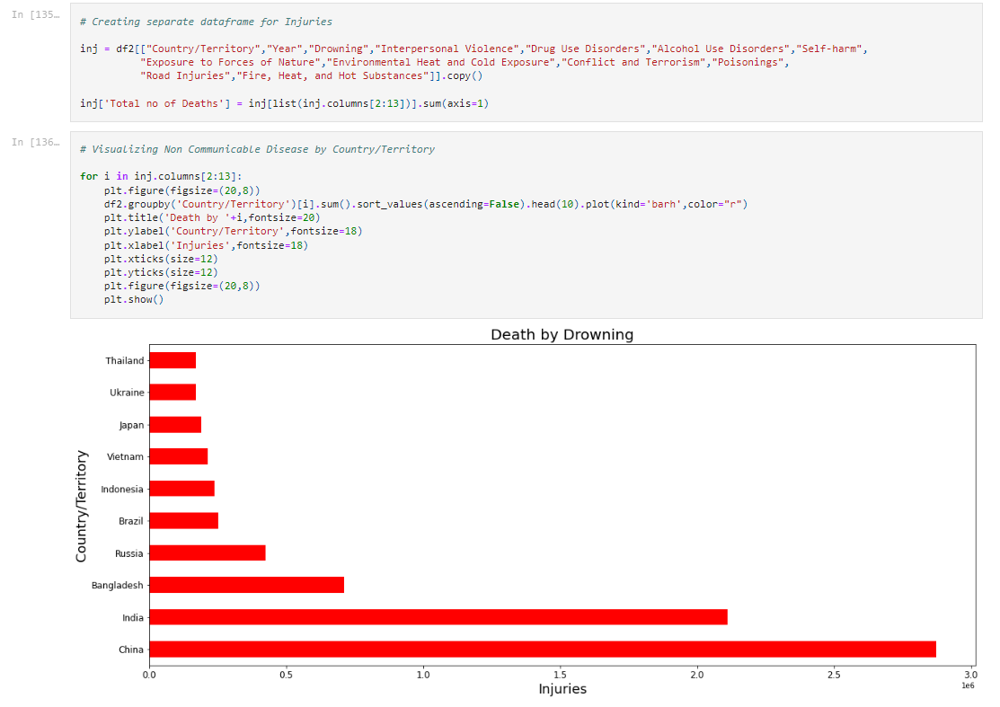 In [135…
# Creating separate dataframe for Injuries
inj = df2[["Country/Territory","Year","Drowning","Interpersonal Violence","Drug Use Disorders","Alcohol Use Disorders","Self-harm",
"Exposure to Forces of Nature","Environmental Heat and Cold Exposure","Conflict and Terrorism","Poisonings",
"Road Injuries","Fire, Heat, and Hot Substances"]].copy()
inj['Total no of Deaths'] = inj[list(inj.columns[2:13])].sum(axis=1)
In [136…
# Visualizing Non Communicable Disease by Country/Territory
for i in inj.columns[2:13]:
plt.figure(figsize=(20,8))
df2.groupby('Country/Territory')[i].sum().sort_values(ascending=False).head(10).plot(kind='barh',color="r")
plt.title('Death by '+i,fontsize=20)
plt.ylabel('Country/Territory',fontsize=18)
plt.xlabel('Injuries',fontsize=18)
plt.xticks(size=12)
plt.yticks(size=12)
plt.figure(figsize=(20,8))
plt.show()
Death by Drowning
Country/Territory
Thailand
Ukraine
Japan
Vietnam
Indonesia
Brazil
Russia
Bangladesh
India
China
0.0 0.5 1.0 1.5 2.0 2.5 3.0
1e6
Injuries